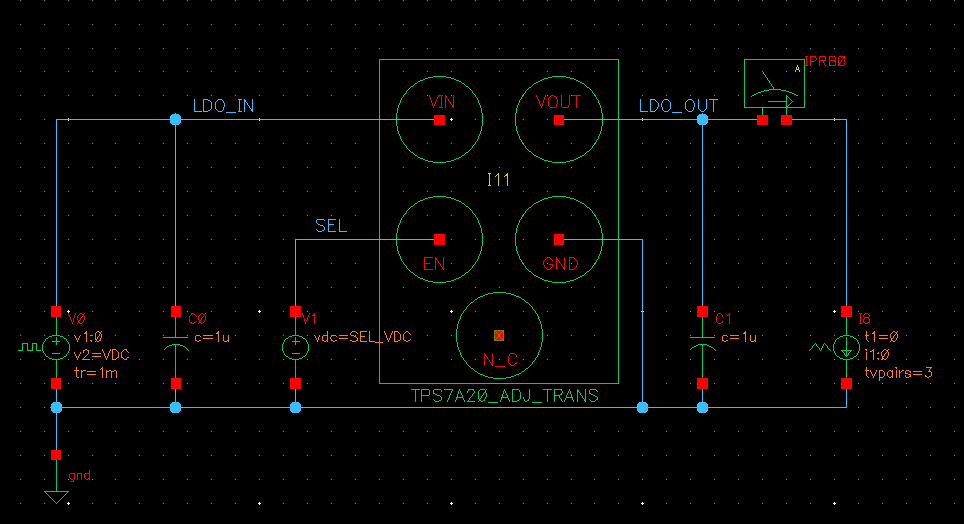 IPRB0
A
LDO_IN
VIN
VOUT
LDO_OUT
I11
SEL
EN
GND
V0
v1:0
v2=VDC
tr=1m
C0
c=1u
V1
vdc=SEL_VDC
N_C
C1
c=1u
I6
t1=0
i1:0
tvpairs=3
TPS7A20_ADJ_TRANS
gnd